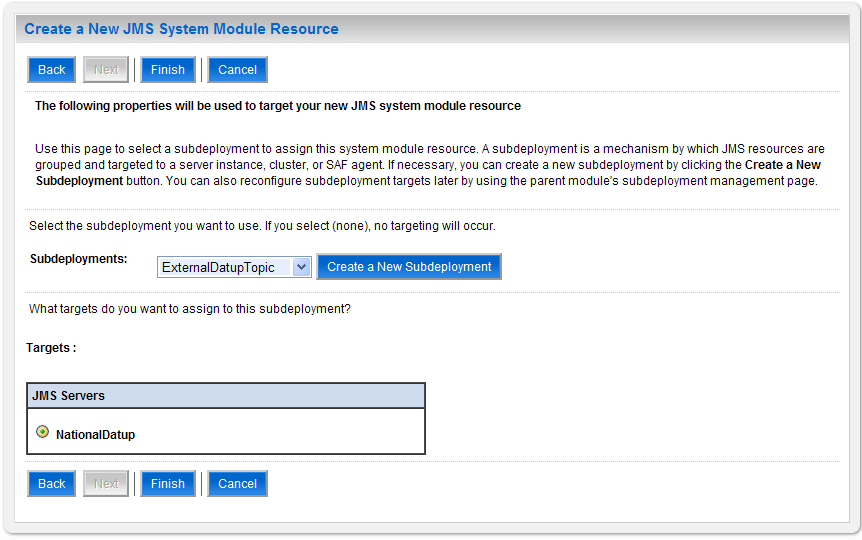 Create a New JMS System Module Resource
Back Next Finish Cancel
The following properties will be used to target your new JMS system module resource
Use this page to select a subdeployment to assign this system module resource. A subdeployment is a mechanism by which JMS resources are
grouped and targeted to a server instance, cluster, or SAF agent. If necessary, you can create a new subdeployment by clicking the Create a New
Subdeployment button. You can also reconfigure subdeployment targets later by using the parent module's subdeployment management page.
Select the subdeployment you want to use. If you select (none), no targeting will occur.
Subdeployments: ExternalDatupTopic Create a New Subdeployment
What targets do you want to assign to this subdeployment?
Targets :
JMS Servers
NationalDatup
Back Next Finish Cancel